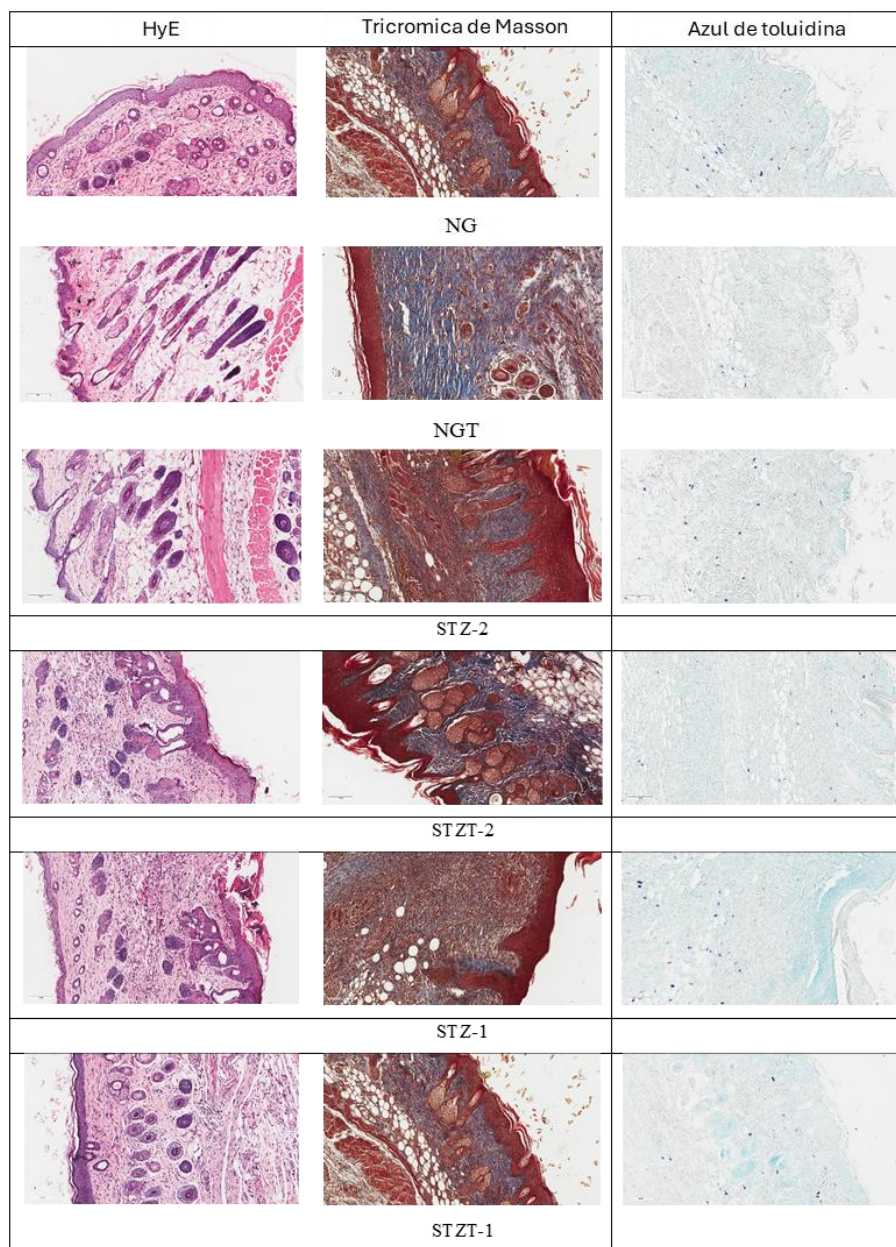 HyE Tricromica de Masson Azul de toluidina
NG
NGT
STZ-2
STZT-2
STZ-1
STZT-1